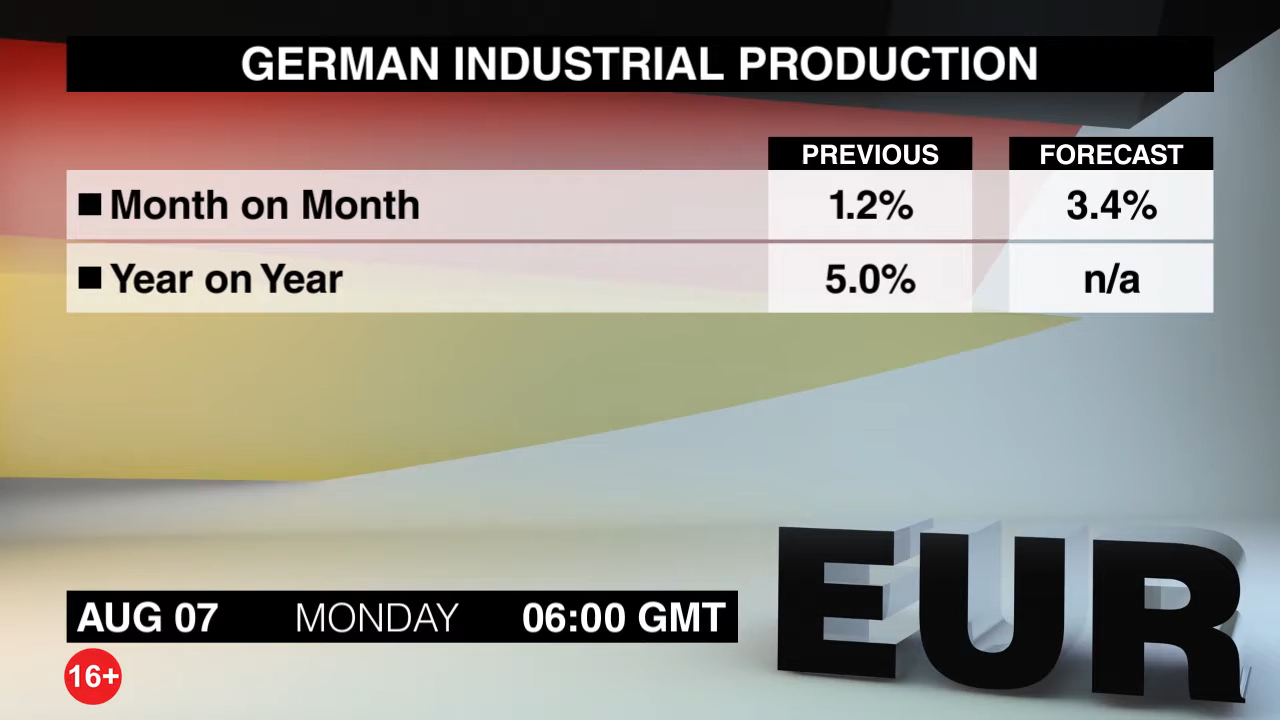 GERMAN INDUSTRIAL PRODUCTION
PREVIOUS FORECAST
Month on Month 1.2% 3.4%
Year on Year 5.0% n/a
AUG 07 MONDAY 06:00 GMT
EUR
16+